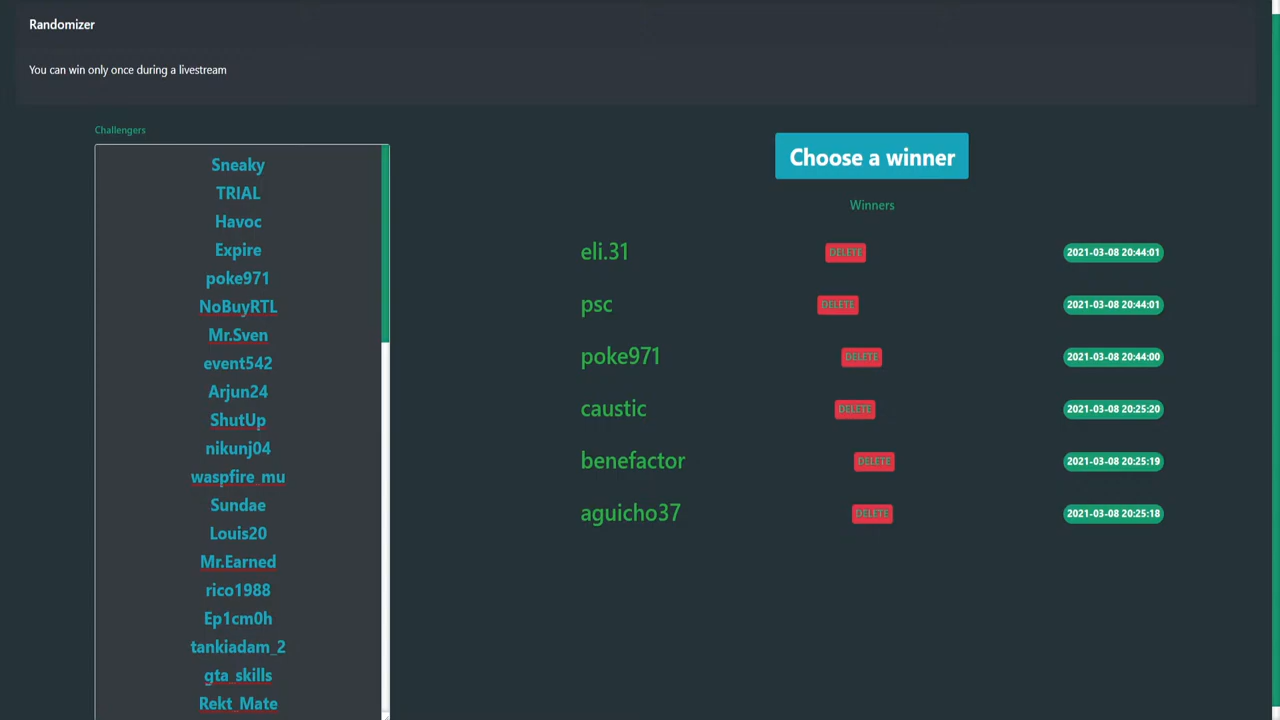 Randomizer
You can win only once during a livestream
Challengers
Sneaky
TRIAL
Havoc
Expire
poke971
NoBuyRTL
Mr.Sven
event542
Arjun24
ShutUp
nikunj04
waspfire_mu
Sundae
Louis20
Mr.Earned
rico1988
Ep1cm0h
tankiadam_2
gta_skills
Rekt_Mate
Choose a winner
Winners
eli.31 DELETE 2021-03-08 20:44:01
psc DELETE 2021-03-08 20:44:01
poke971 DELETE 2021-03-08 20:44:00
caustic DELETE 2021-03-08 20:25:20
benefactor DELETE 2021-03-08 20:25:19
aguicho37 DELETE 2021-03-08 20:25:18